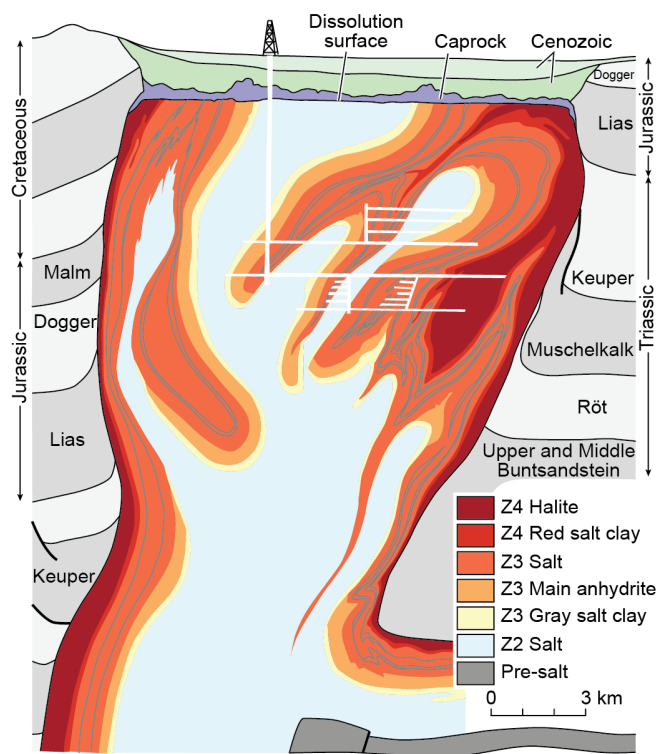 Dissolution
surface
Caprock
Cenozoic
Cretaceous
Jurassic
Malm
Dogger
Lias
Keuper
Dogger
Lias
Keuper
Muschelkalk
Röt
Upper and Middle
Buntsandstein
Jurassic
Triassic
Z4 Halite
Z4 Red salt clay
Z3 Salt
Z3 Main anhydrite
Z3 Gray salt clay
Z2 Salt
Pre-salt
0 3 km